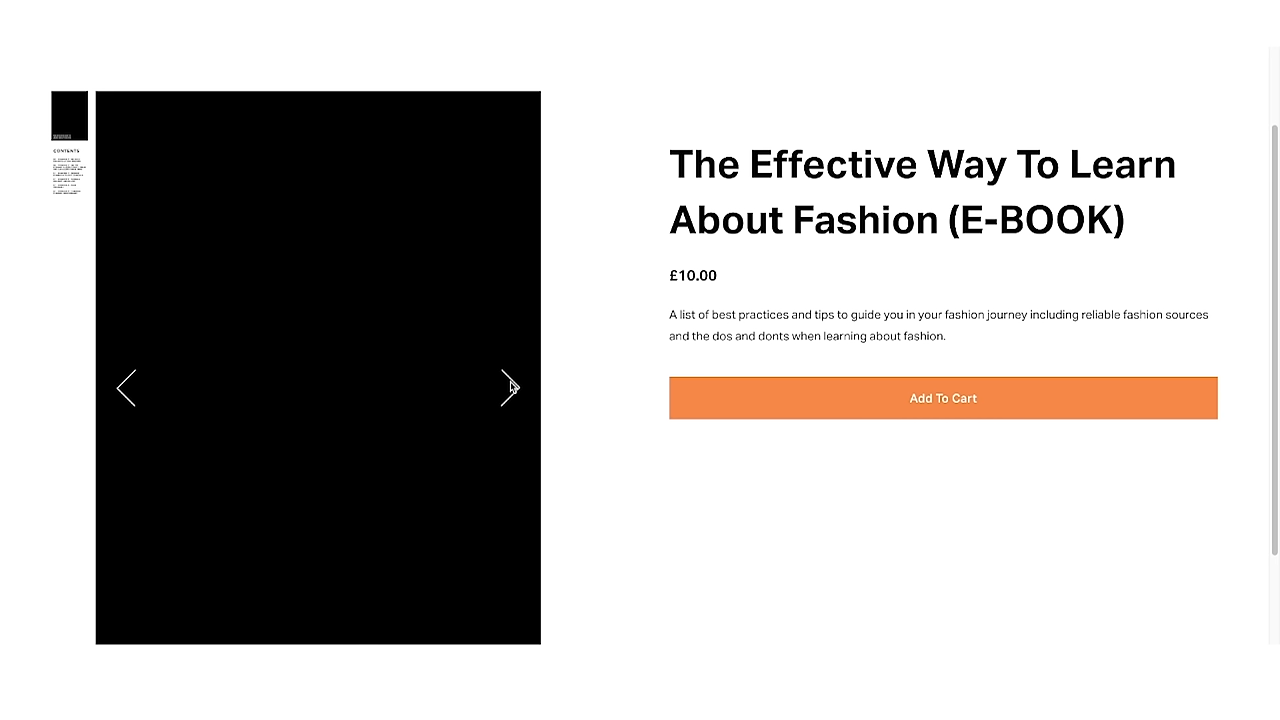 CONTENTS
The Effective Way To Learn
About Fashion (E-BOOK)
£10.00
A list of best practices and tips to guide you in your fashion journey including reliable fashion sources
and the dos and donts when learning about fashion.
Add To Cart